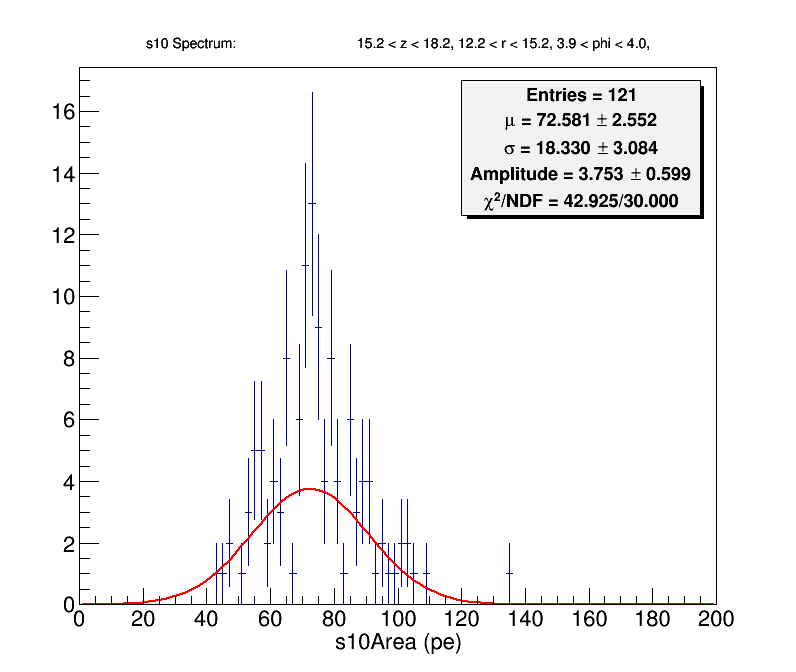 s10 Spectrum: 15.2 < z < 18.2, 12.2 < r < 15.2, 3.9 < phi < 4.0,
Entries = 121
μ = 72.581 ± 2.552
σ = 18.330 ± 3.084
Amplitude = 3.753 ± 0.599
χ²/NDF = 42.925/30.000
16
14
12
10
8
6
4
2
0
0 20 40 60 80 100 120 140 160 180 200
s10Area (pe)